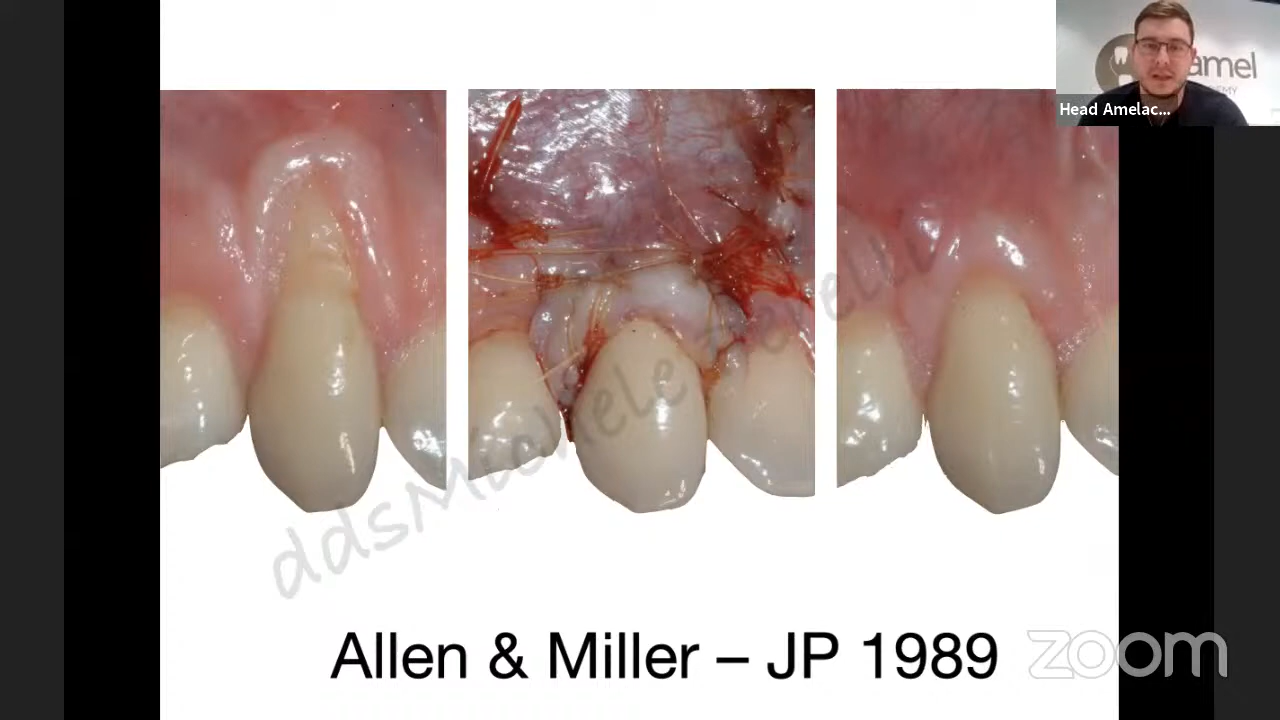 amel
Head Amelac...
ddsMichele
Allen & Miller – JP 1989
zoom